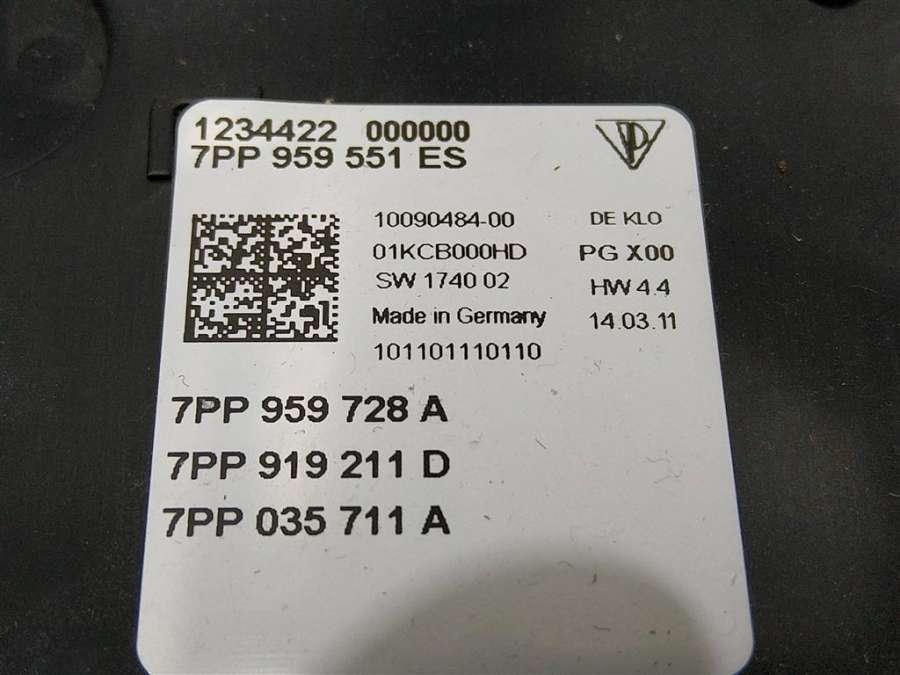 1234422 000000
7PP 959 551 ES
10090484-00 DE KLO
01KCB000HD PG X00
SW 1740 02 HW 4.4
Made in Germany 14.03.11
101101110110
7PP 959 728 A
7PP 919 211 D
7PP 035 711 A